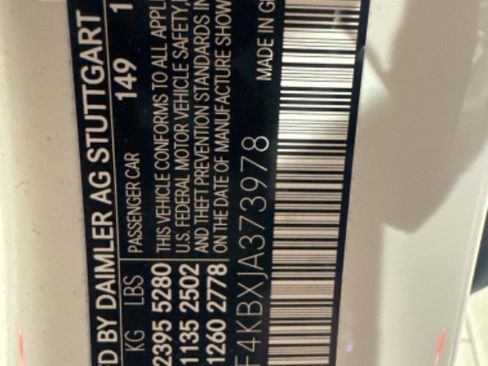 D BY DAIMLER AG STUTTGART
149 1
KG LBS PASSENGER CAR
2395 5280 THIS VEHICLE CONFORMS TO ALL APPLI
1135 2502 U.S. FEDERAL MOTOR VEHICLE SAFETY,
1260 2778 AND THEFT PREVENTION STANDARDS IN
ON THE DATE OF MANUFACTURE SHOW
MADE IN G
F4KBXJA373978